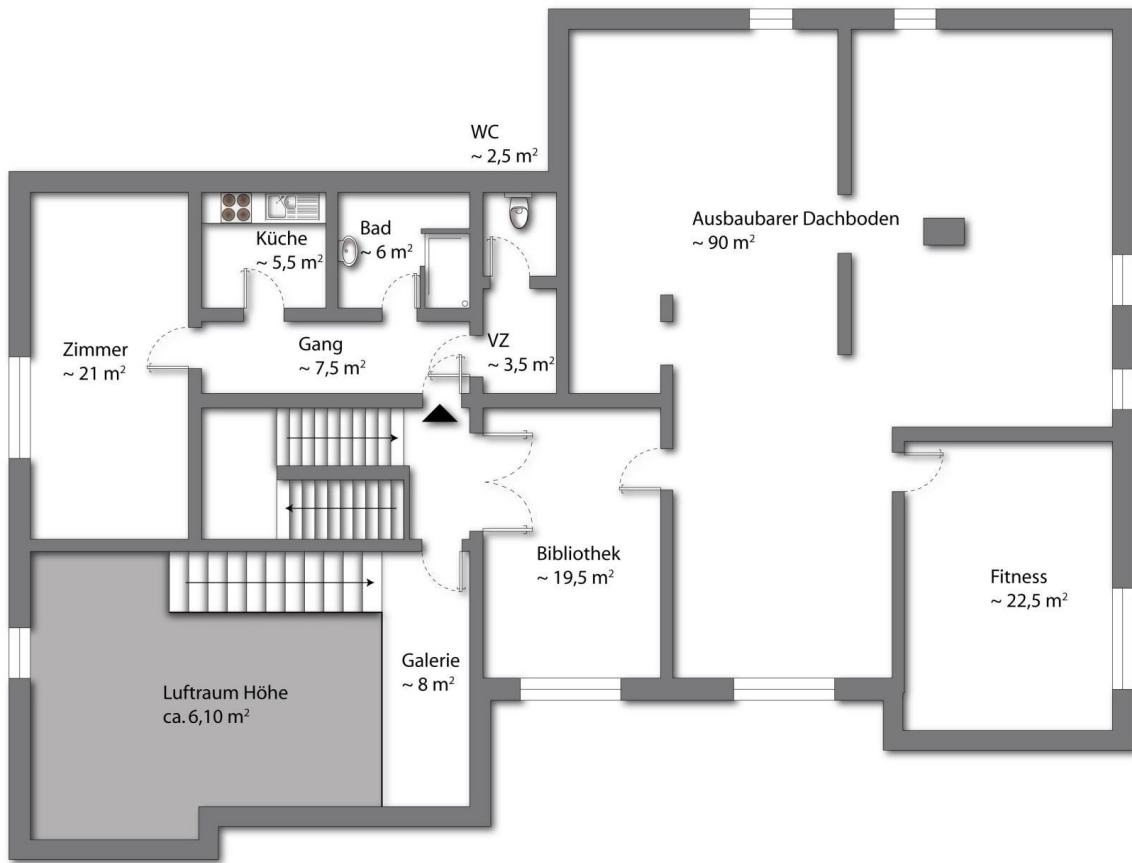 WC
~ 2,5 m²
Ausbaubarer Dachboden
~ 90 m²
Küche
~ 5,5 m²
Bad
~ 6 m²
Zimmer
~ 21 m²
Gang
~ 7,5 m²
VZ
~ 3,5 m²
Bibliothek
~ 19,5 m²
Fitness
~ 22,5 m²
Galerie
~ 8 m²
Luftraum Höhe
ca. 6,10 m²